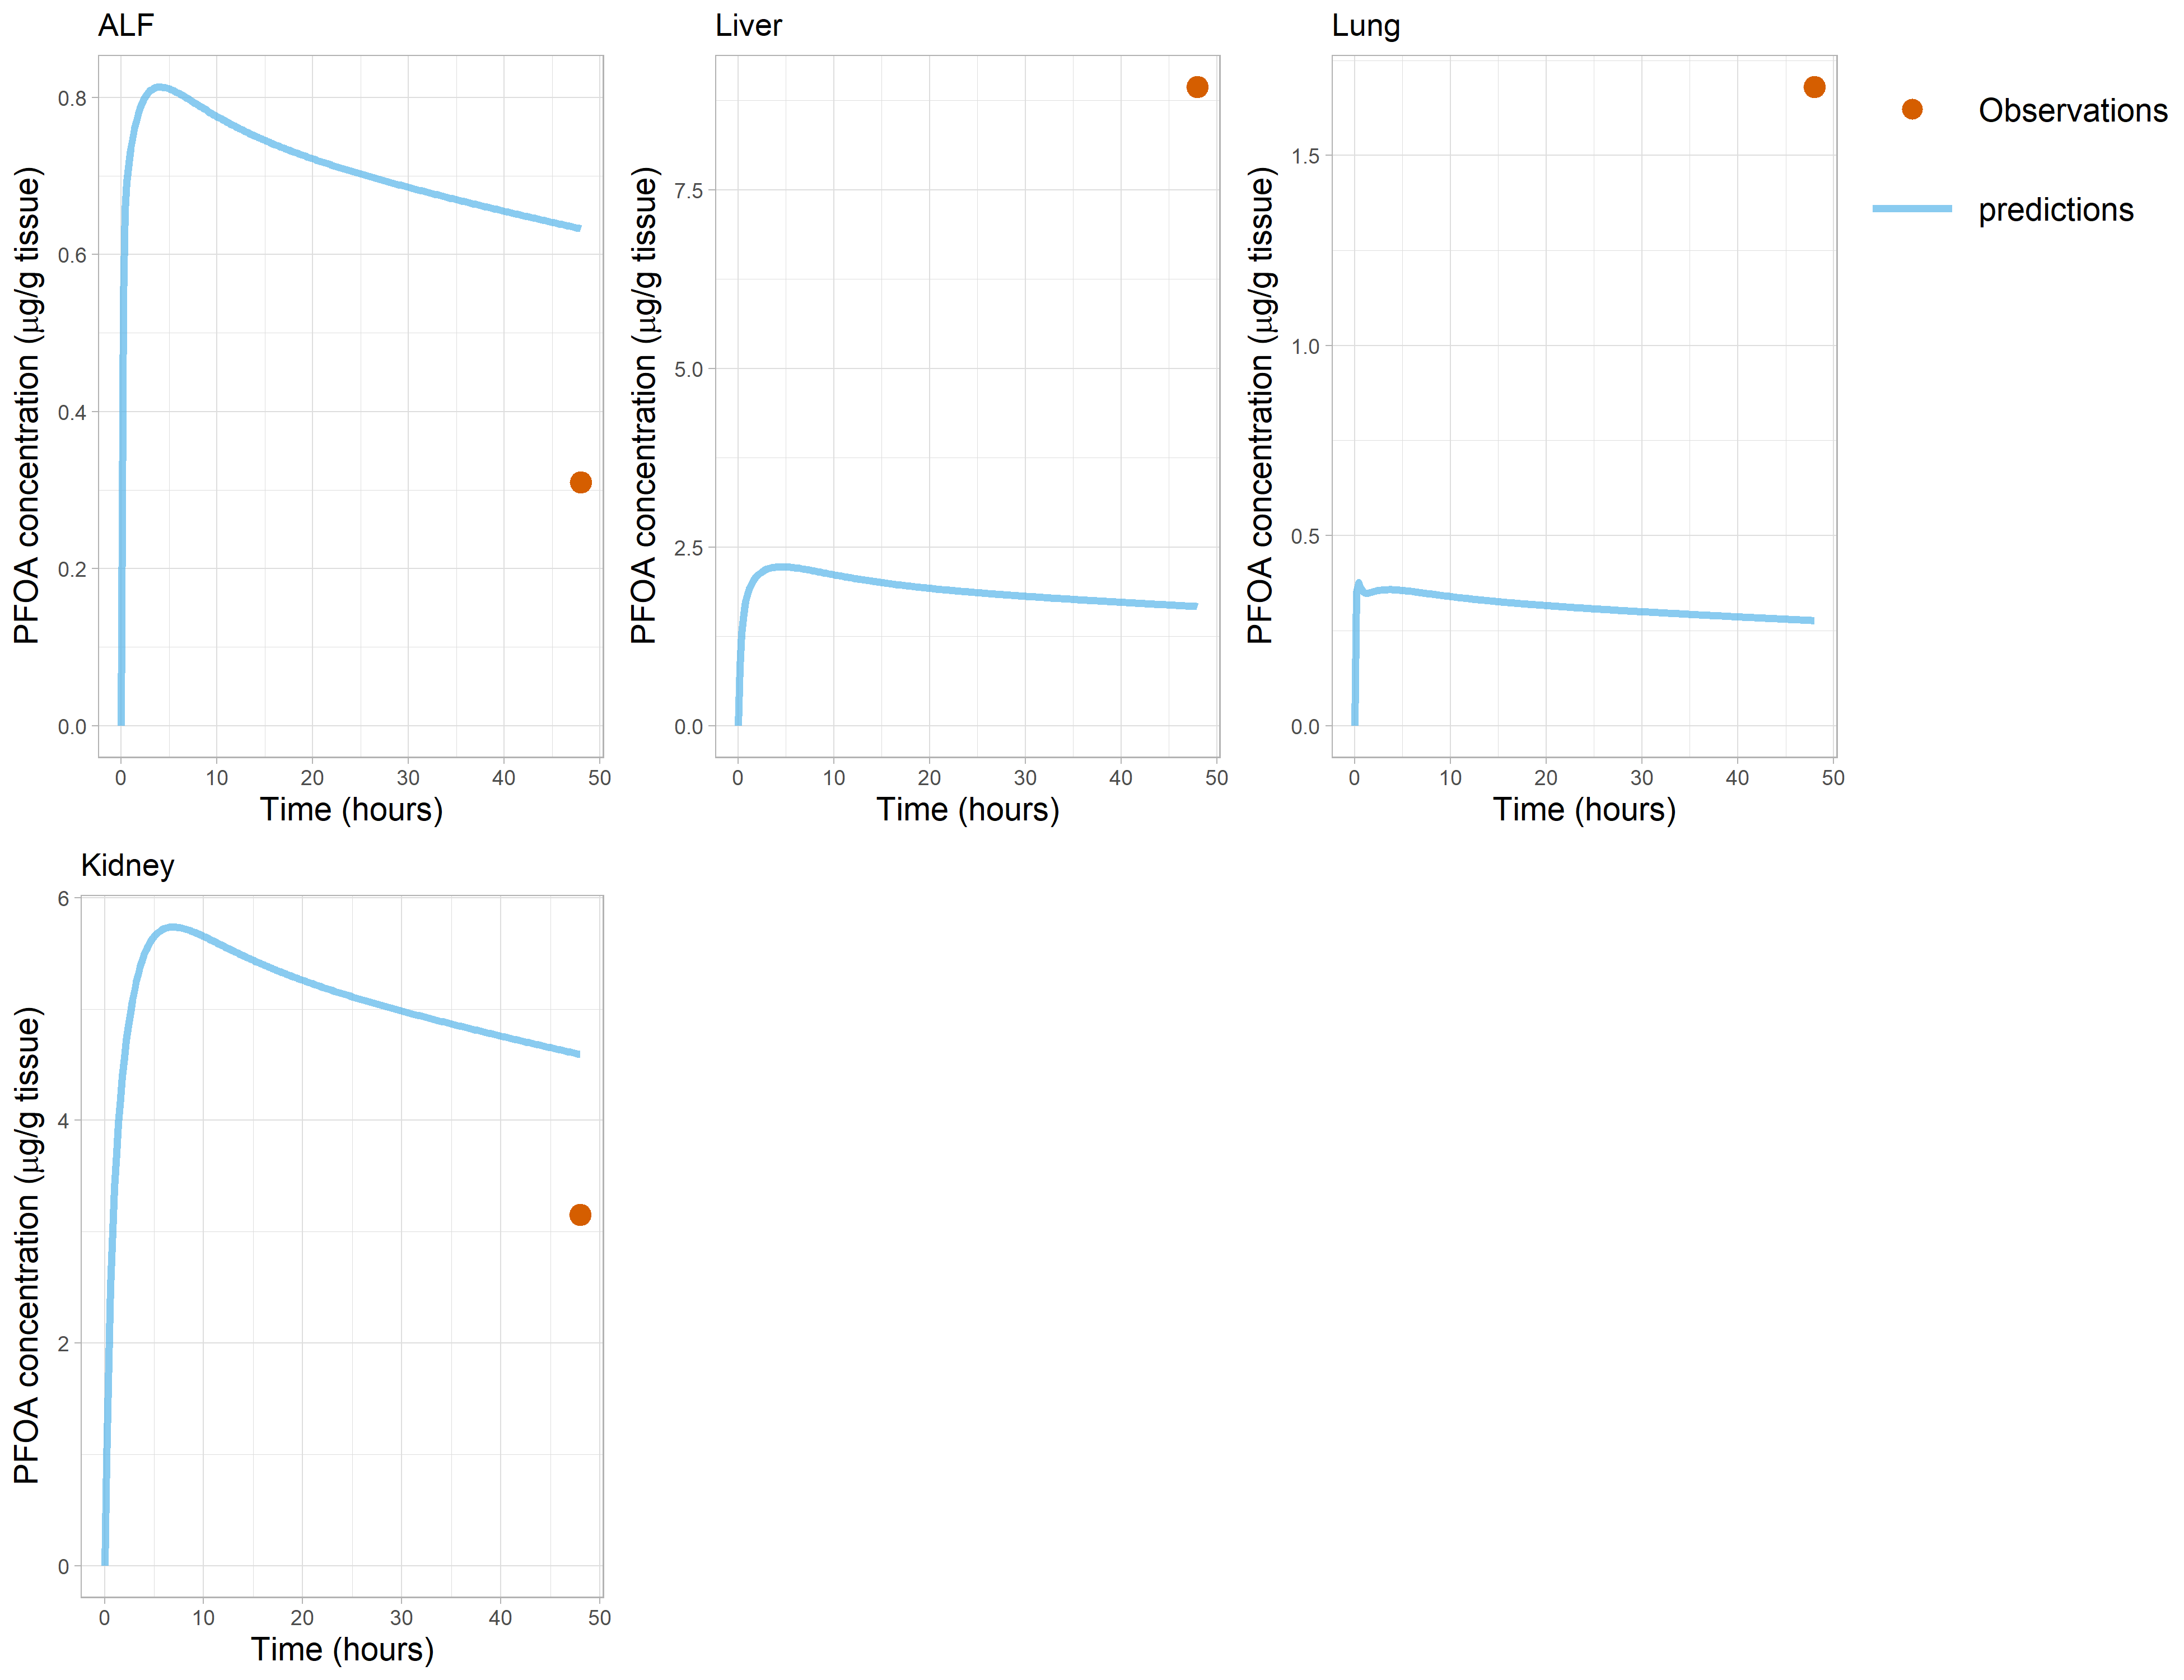 ALF
PFOA concentration (μg/g tissue)
0.8
0.6
0.4
0.2
0.0
0 10 20 30 40 50
Time (hours)
Liver
PFOA concentration (μg/g tissue)
7.5
5.0
2.5
0.0
0 10 20 30 40 50
Time (hours)
Lung
PFOA concentration (μg/g tissue)
1.5
1.0
0.5
0.0
0 10 20 30 40 50
Time (hours)
Observations
predictions
Kidney
PFOA concentration (μg/g tissue)
6
4
2
0
0 10 20 30 40 50
Time (hours)